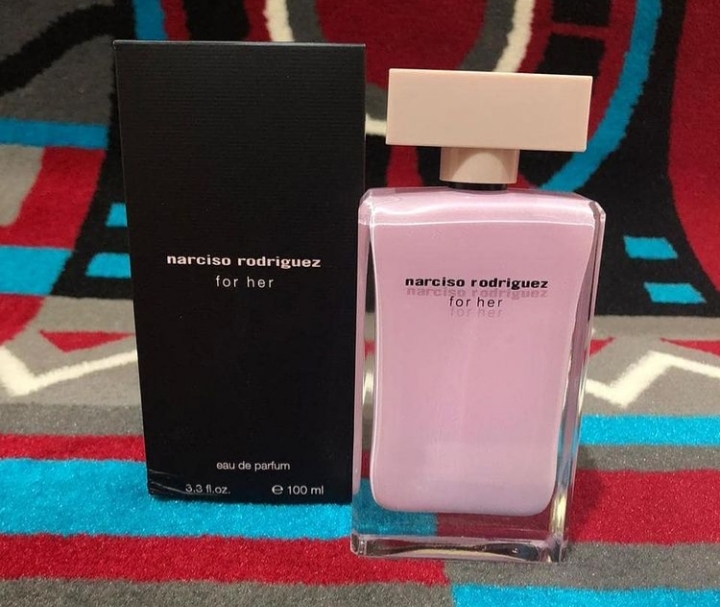 narciso rodriguez
for her
eau de parfum
3.3 fl.oz. e 100 ml
narciso rodriguez
for her